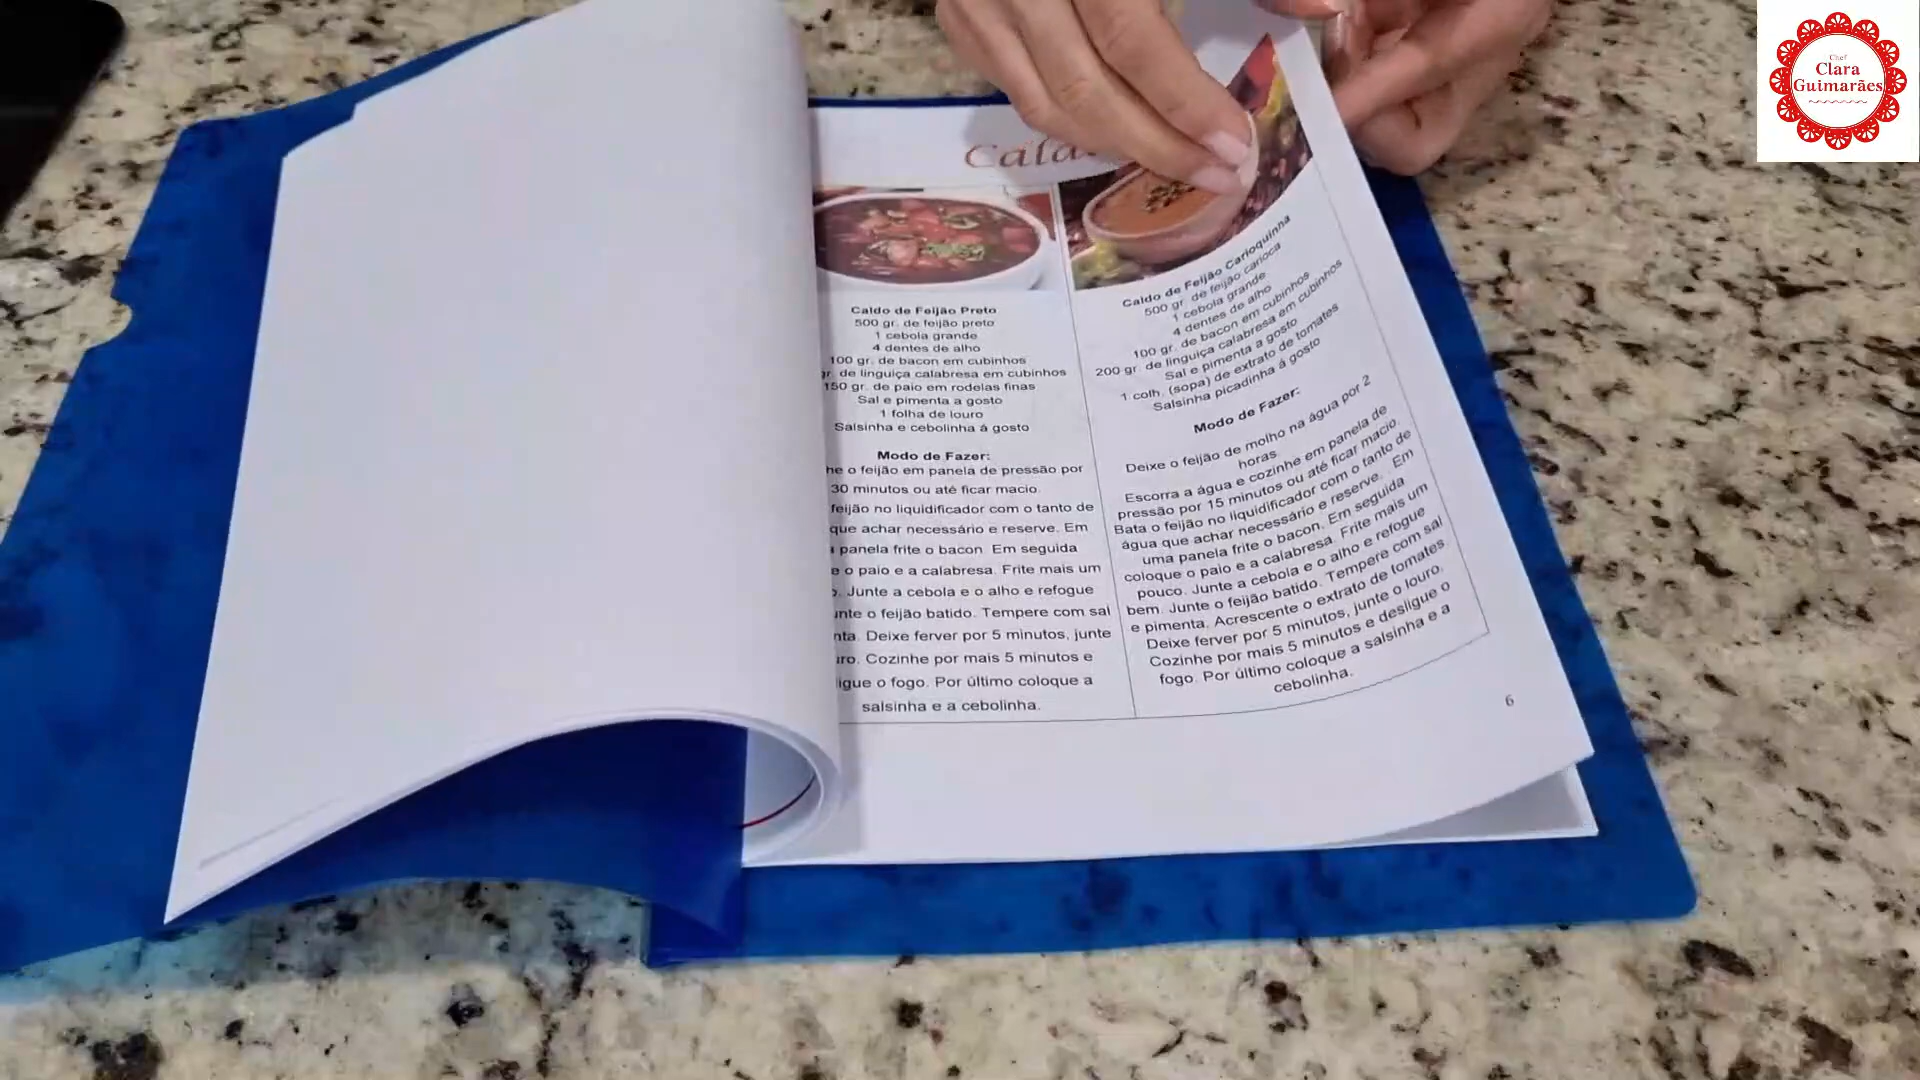 Chef
Clara
Guimarães
Caldo de Feijão Preto
500 gr. de feijão preto
1 cebola grande
4 dentes de alho
100 gr. de bacon em cubinhos
gr. de linguiça calabresa em cubinhos
150 gr. de paio em rodelas finas
Sal e pimenta a gosto
1 folha de louro
Salsinha e cebolinha á gosto
Modo de Fazer:
o feijão em panela de pressão por
30 minutos ou até ficar macio.
feijão no liquidificador com o tanto de
que achar necessário e reserve. Em
panela frite o bacon Em seguida
o paio e a calabresa. Frite mais um
Junte a cebola e o alho e refogue
o feijão batido. Tempere com sal
Deixe ferver por 5 minutos, junte
Cozinhe por mais 5 minutos e
o fogo. Por último coloque a
salsinha e a cebolinha.
Caldo de Feijão Carioquinha
500 gr. de feijão carioca
1 cebola grande
4 dentes de alho
100 gr. de bacon em cubinhos
200 gr. de linguiça calabresa em cubinhos
Sal e pimenta a gosto
1 colh. (sopa) de extrato de tomates
Salsinha picadinha á gosto
Modo de Fazer:
Deixe o feijão de molho na água por 2
horas.
Escorra a água e cozinhe em panela de
pressão por 15 minutos ou até ficar macio.
Bata o feijão no liquidificador com o tanto de
água que achar necessário e reserve. Em
uma panela frite o bacon. Em seguida
coloque o paio e a calabresa. Frite mais um
pouco. Junte a cebola e o alho e refogue
bem. Junte o feijão batido. Tempere com sal
e pimenta. Acrescente o extrato de tomates.
Deixe ferver por 5 minutos, junte o louro.
Cozinhe por mais 5 minutos e desligue o
fogo. Por último coloque a salsinha e a
cebolinha.
6